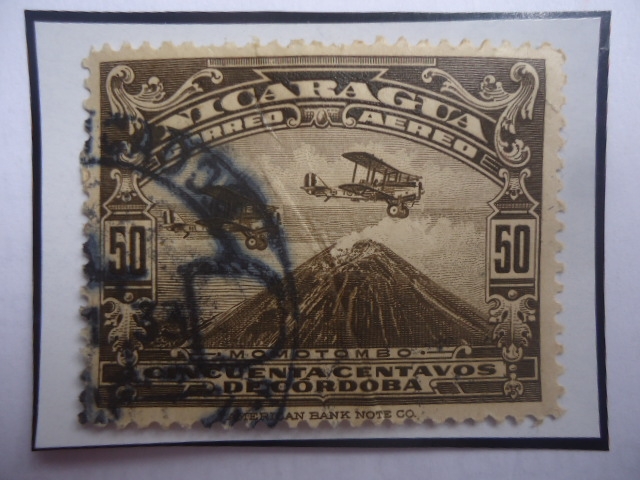 NICARAGUA
CORREO AEREO
50 50
MOMOTOMBO
CINCUENTA CENTAVOS
DE CORDOBA
AMERICAN BANK NOTE CO.